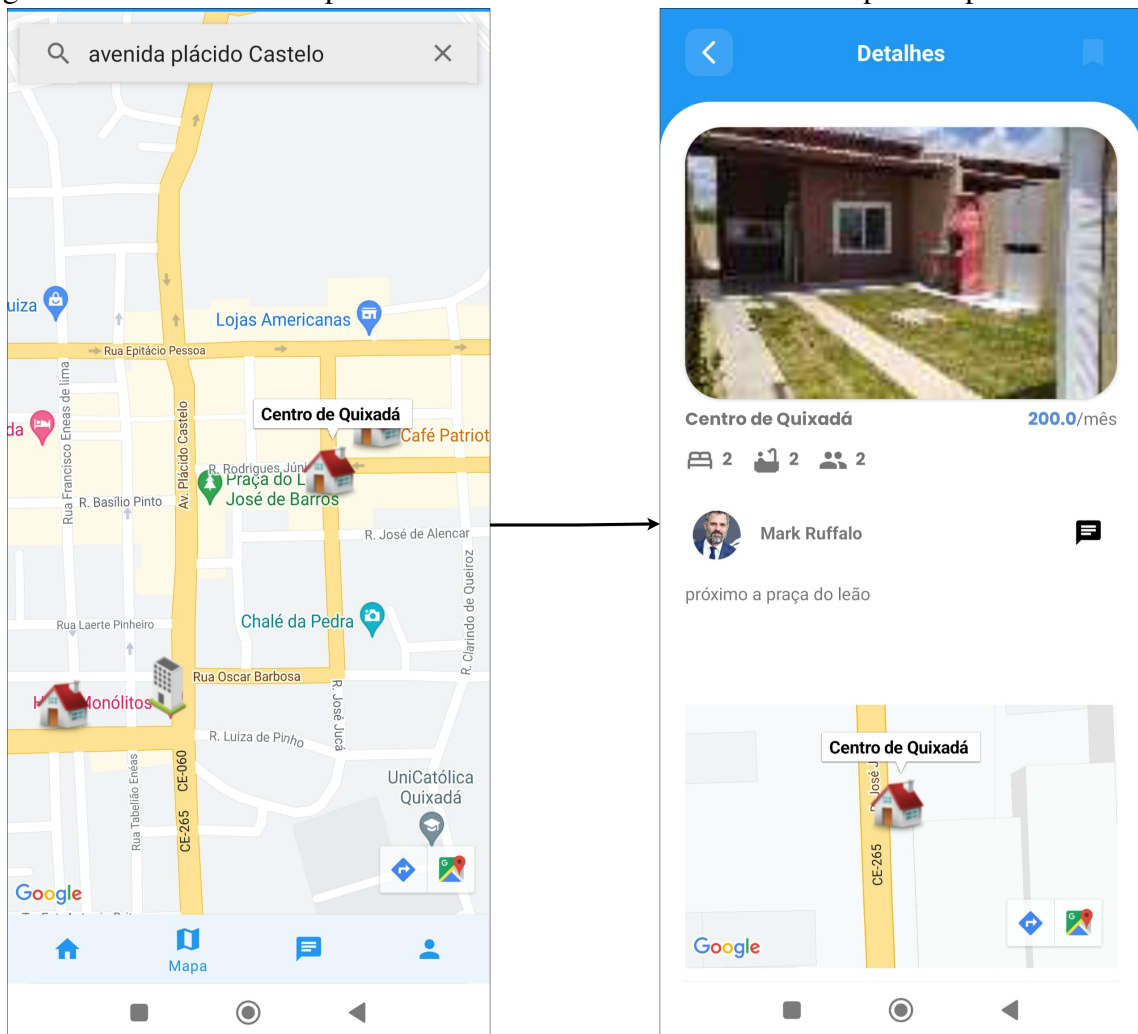 avenida plácido Castelo
uiza
Lojas Americanas
Rua Epitácio Pessoa
Rua Francisco Eneas de lima
Av. Plácido Castelo
Centro de Quixadá
da
Café Patriot
R. Rodrigues Júni
Praça do L
José de Barros
R. Basílio Pinto
R. José de Alencar
R. Clarindo de Queiroz
Chalé da Pedra
Rua Laerte Pinheiro
Rua Oscar Barbosa
H
Monólitos
R. José Jucá
R. Luiza de Pinho
CE-060
Rua Tabelião Enéas
CE-265
UniCatólica
Quixadá
Google
Mapa
Detalhes
Centro de Quixadá
200.0/mês
2 2 2
Mark Ruffalo
próximo a praça do leão
Centro de Quixadá
José J
CE-265
Google